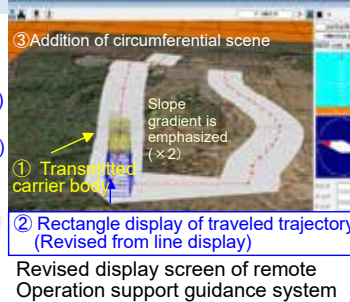 ③Addition of circumferential scene
Slope
gradient is
emphasized
(×2)
① Transmitted
carrier body
② Rectangle display of traveled trajectory
(Revised from line display)
Revised display screen of remote
Operation support guidance system